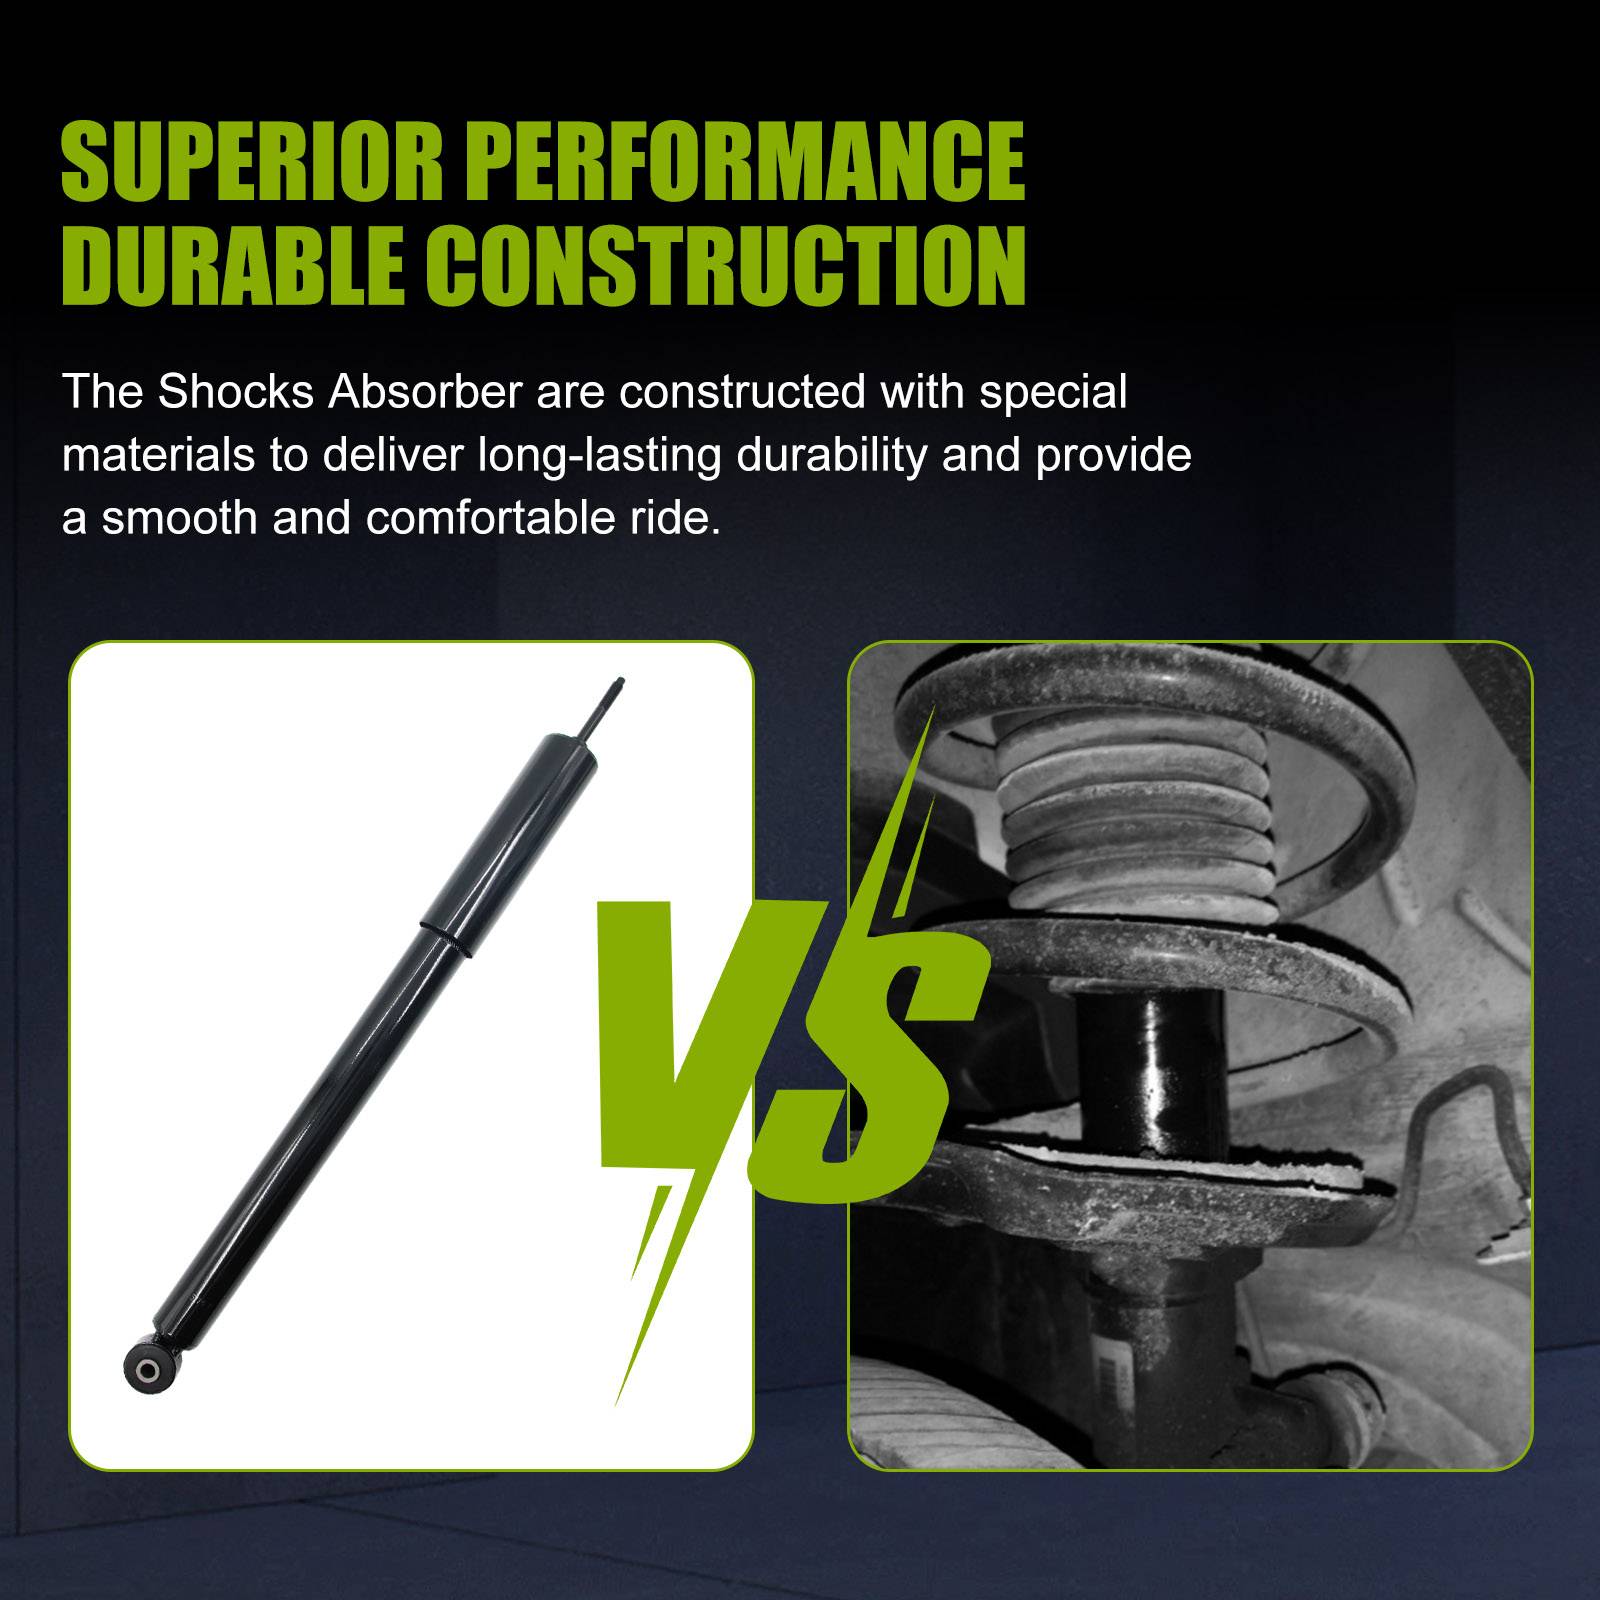 SUPERIOR PERFORMANCE
DURABLE CONSTRUCTION
The Shocks Absorber are constructed with special
materials to deliver long-lasting durability and provide
a smooth and comfortable ride.
VS